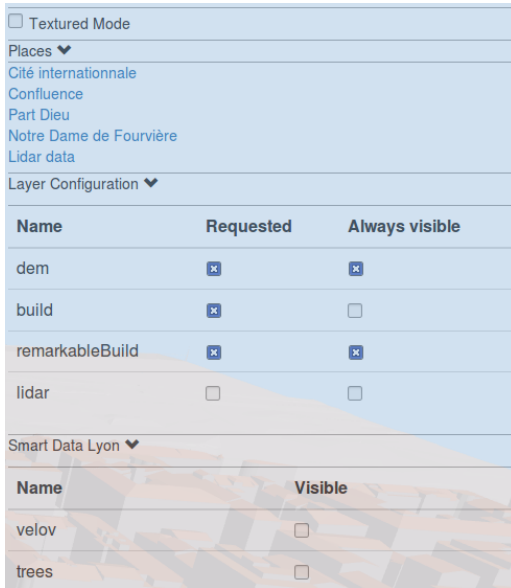 Textured Mode
Places
Cité internationnale
Confluence
Part Dieu
Notre Dame de Fourvière
Lidar data
Layer Configuration
Name Requested Always visible
dem
build
remarkableBuild
lidar
Smart Data Lyon
Name Visible
velov
trees